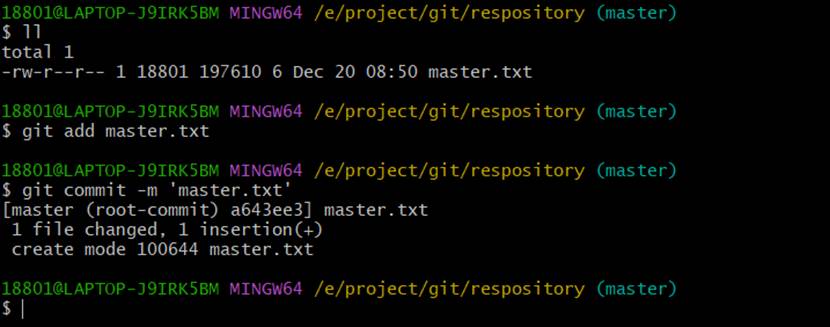 18801@LAPTOP-J9IRK5BM MINGW64 /e/project/git/respository (master)
$ ll
total 1
-rw-r--r-- 1 18801 197610 6 Dec 20 08:50 master.txt
18801@LAPTOP-J9IRK5BM MINGW64 /e/project/git/respository (master)
$ git add master.txt
18801@LAPTOP-J9IRK5BM MINGW64 /e/project/git/respository (master)
$ git commit -m 'master.txt'
[master (root-commit) a643ee3] master.txt
 1 file changed, 1 insertion(+)
 create mode 100644 master.txt
18801@LAPTOP-J9IRK5BM MINGW64 /e/project/git/respository (master)
$